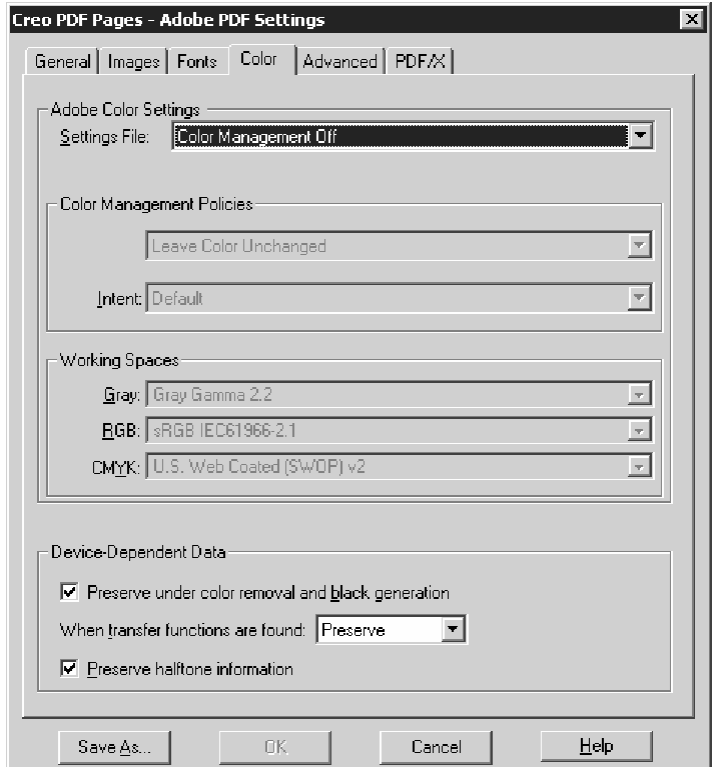 Creo PDF Pages - Adobe PDF Settings
General Images Fonts Color Advanced PDF/X
Adobe Color Settings
Settings File: Color Management Off
Color Management Policies
Leave Color Unchanged
Intent: Default
Working Spaces
Gray: Gray Gamma 2.2
RGB: sRGB IEC61966-2.1
CMYK: U.S. Web Coated (SWOP) v2
Device-Dependent Data
Preserve under color removal and black generation
When transfer functions are found: Preserve
Preserve halftone information
Save As... OK Cancel Help